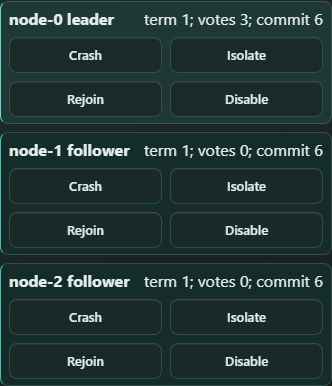 node-0 leader term 1; votes 3; commit 6
Crash Isolate
Rejoin Disable
node-1 follower term 1; votes 0; commit 6
Crash Isolate
Rejoin Disable
node-2 follower term 1; votes 0; commit 6
Crash Isolate
Rejoin Disable